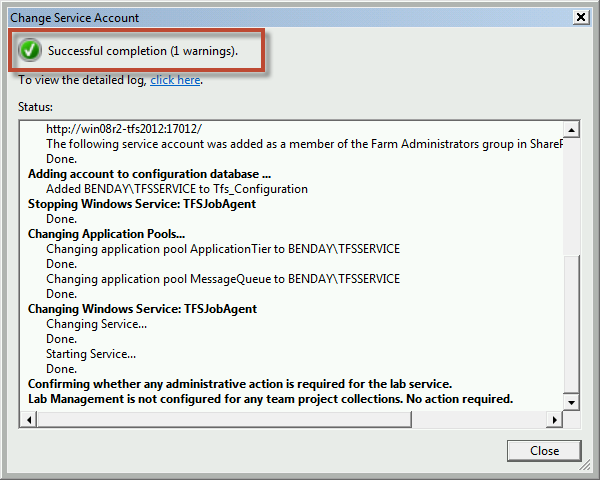 Change Service Account
Successful completion (1 warnings).
To view the detailed log, click here.
Status:
http://win08r2-tfs2012:17012/
The following service account was added as a member of the Farm Administrators group in ShareP
Done.
Adding account to configuration database ...
Added BENDAY\TFSSERVICE to Tfs_Configuration
Stopping Windows Service: TFSJobAgent
Done.
Changing Application Pools...
Changing application pool ApplicationTier to BENDAY\TFSSERVICE
Done.
Changing application pool MessageQueue to BENDAY\TFSSERVICE
Done.
Changing Windows Service: TFSJobAgent
Changing Service...
Done.
Starting Service...
Done.
Confirming whether any administrative action is required for the lab service.
Lab Management is not configured for any team project collections. No action required.
Close